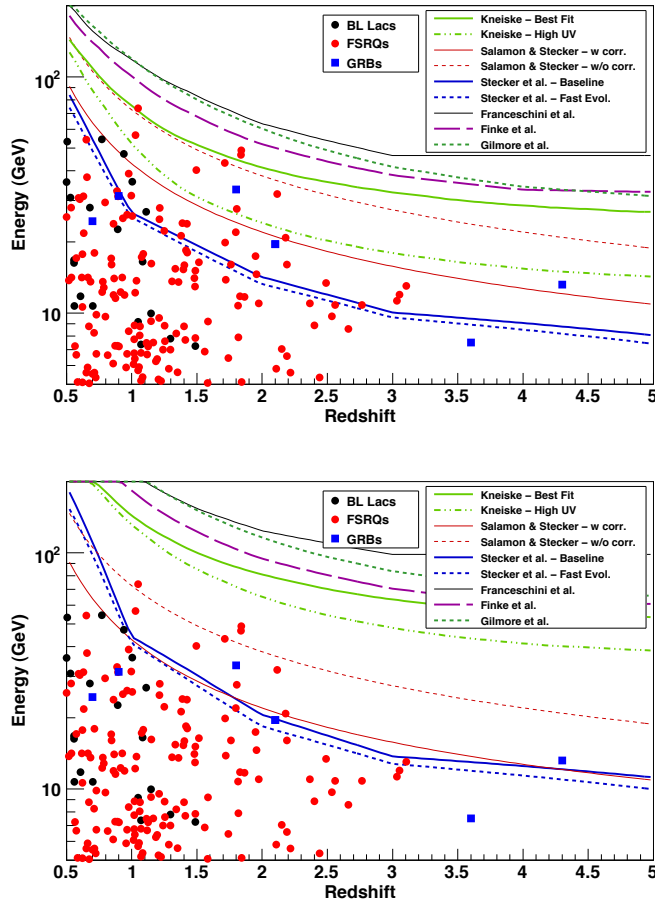 BL Lacs
FSRQs
GRBs
Kneiske – Best Fit
Kneiske – High UV
Salamon & Stecker – w corr.
Salamon & Stecker – w/o corr.
Stecker et al. – Baseline
Stecker et al. – Fast Evol.
Franceschini et al.
Finke et al.
Gilmore et al.
Energy (GeV)
10²
10
0.5 1 1.5 2 2.5 3 3.5 4 4.5 5
Redshift
BL Lacs
FSRQs
GRBs
Kneiske – Best Fit
Kneiske – High UV
Salamon & Stecker – w corr.
Salamon & Stecker – w/o corr.
Stecker et al. – Baseline
Stecker et al. – Fast Evol.
Franceschini et al.
Finke et al.
Gilmore et al.
Energy (GeV)
10²
10
0.5 1 1.5 2 2.5 3 3.5 4 4.5 5
Redshift